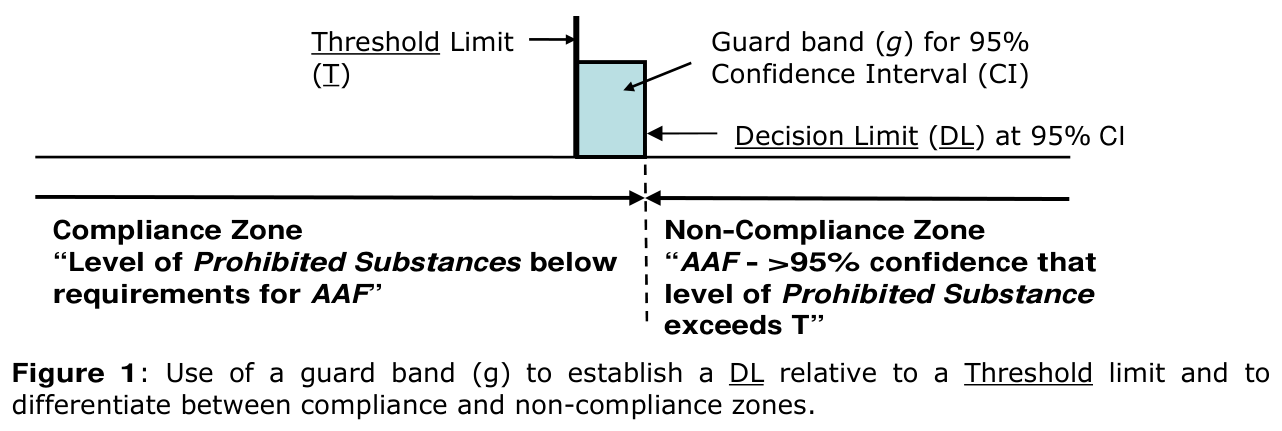 Threshold Limit
(T)
Guard band (g) for 95%
Confidence Interval (CI)
Decision Limit (DL) at 95% CI
Compliance Zone
“Level of Prohibited Substances below
requirements for AAF”
Non-Compliance Zone
“AAF - >95% confidence that
level of Prohibited Substance
exceeds T”
Figure 1: Use of a guard band (g) to establish a DL relative to a Threshold limit and to
differentiate between compliance and non-compliance zones.